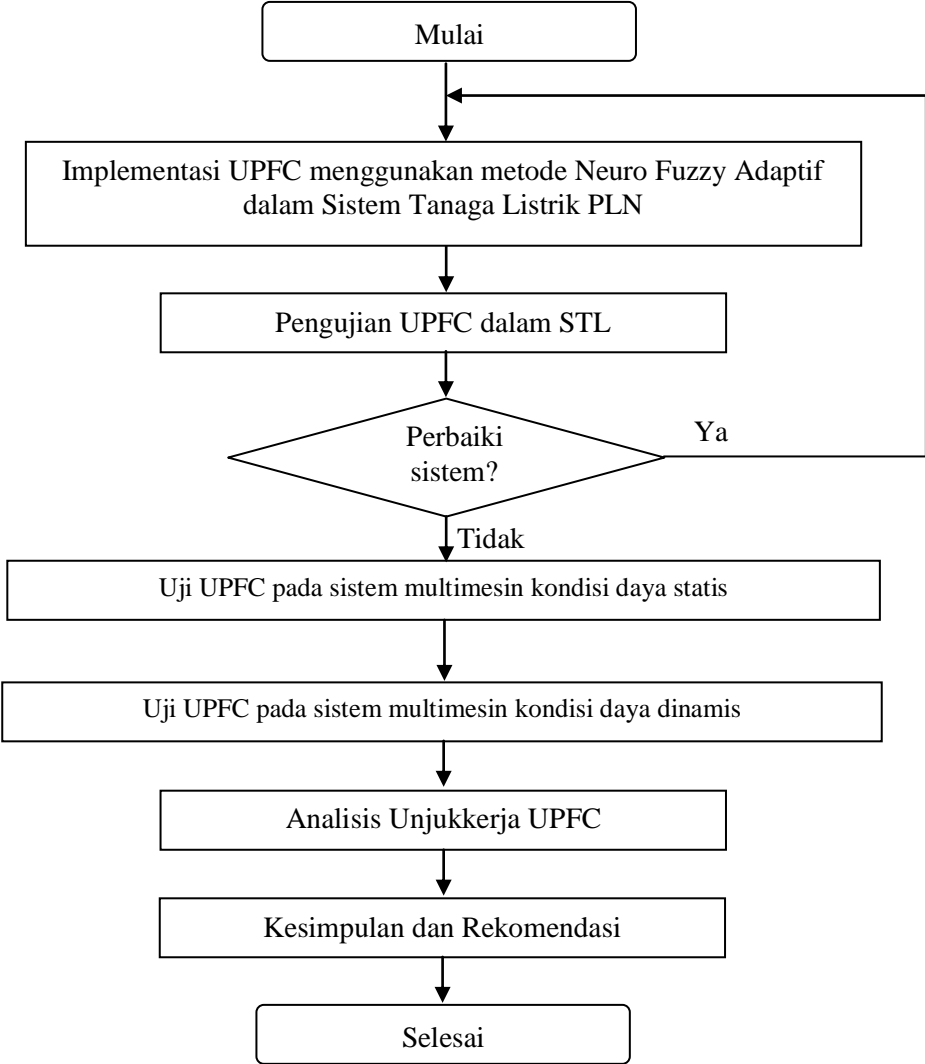 Mulai
Implementasi UPFC menggunakan metode Neuro Fuzzy Adaptif
dalam Sistem Tanaga Listrik PLN
Pengujian UPFC dalam STL
Perbaiki
sistem?
Ya
Tidak
Uji UPFC pada sistem multimesin kondisi daya statis
Uji UPFC pada sistem multimesin kondisi daya dinamis
Analisis Unjukkerja UPFC
Kesimpulan dan Rekomendasi
Selesai